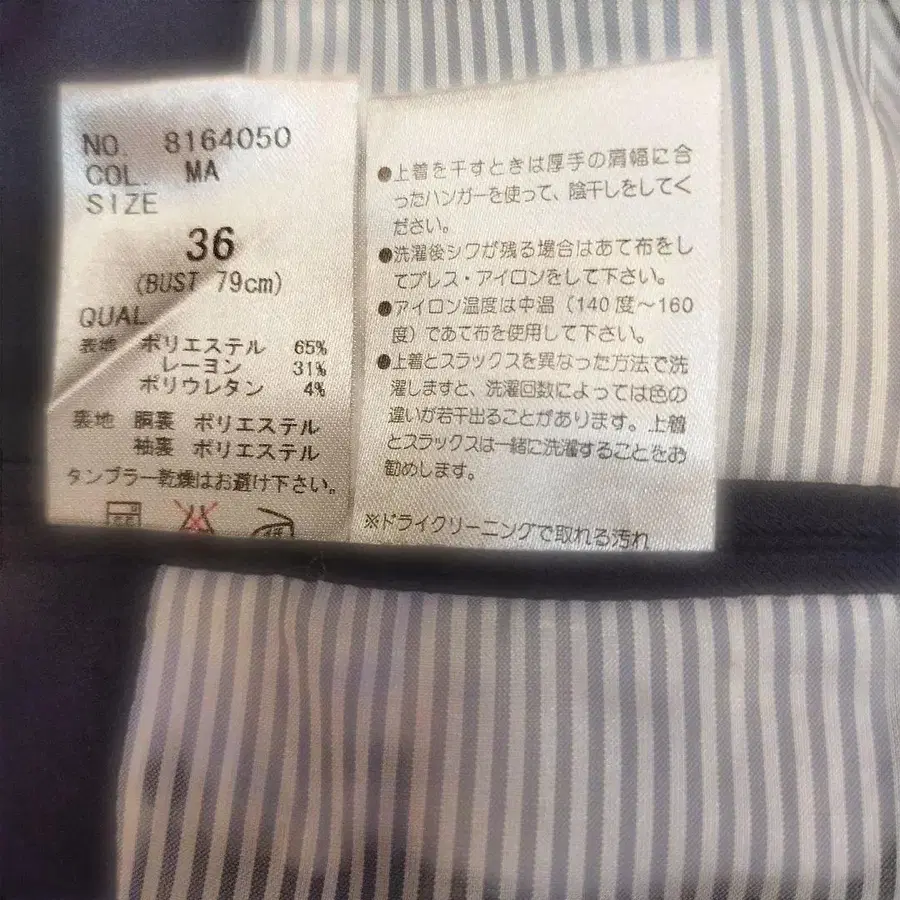 NO. 8164050
COL. MA
SIZE
36
(BUST 79cm)
QUAL
表地 ポリエステル 65%
レーヨン 31%
ポリウレタン 4%
裏地 胴裏 ポリエステル
袖裏 ポリエステル
タンブラー乾燥はお避け下さい。
●上着を干すときは厚手の肩幅に合
ったハンガーを使って、陰干しをしてく
ださい。
●洗濯後シワが残る場合はあて布をし
てプレス・アイロンをして下さい。
●アイロン温度は中温(140度~160
度)であて布を使用して下さい。
●上着とスラックスを異なった方法で洗
濯しますと、洗濯回数によっては色の
違いが若干出ることがあります。上着
とスラックスは一緒に洗濯することをお
勧めします。
※ドライクリーニングで取れる汚れ